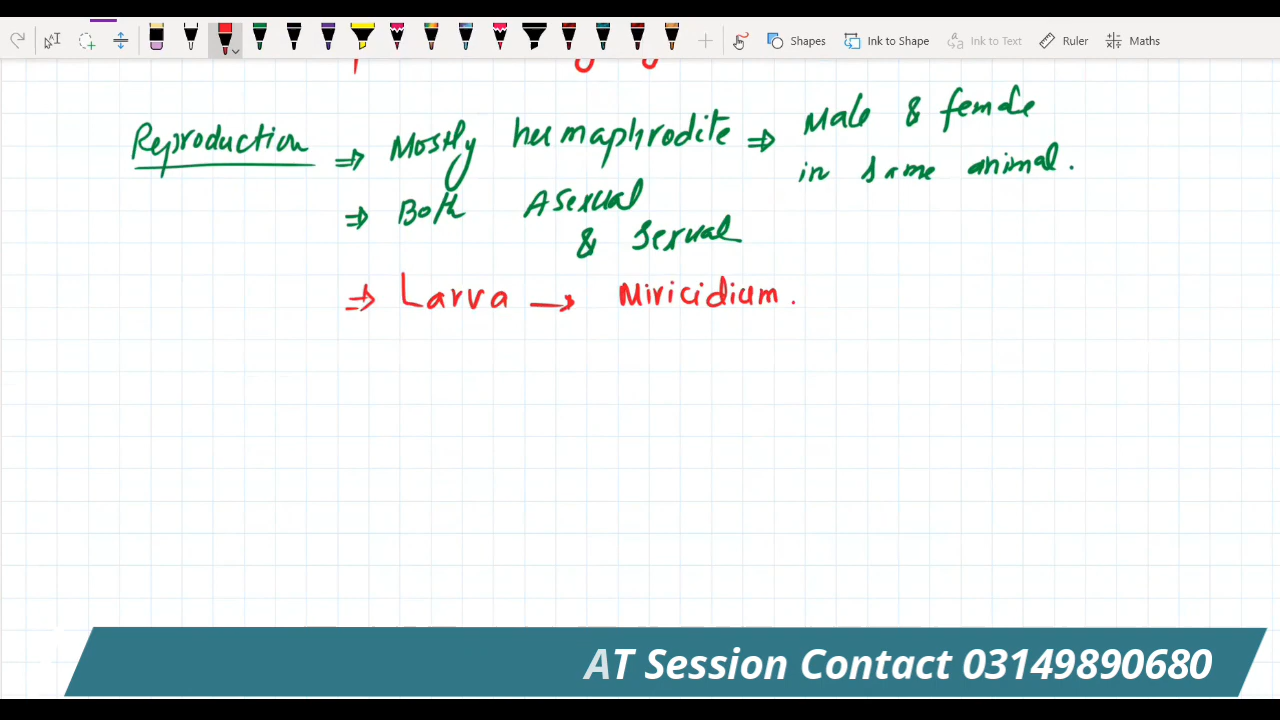 Shapes Ink to Shape Ink to Text Ruler Maths
Reproduction ⇒ Mostly hermaphrodite ⇒ Male & female
in same animal.
⇒ Both Asexual
& Sexual
⇒ Larva → Miricidium.
AT Session Contact 03149890680